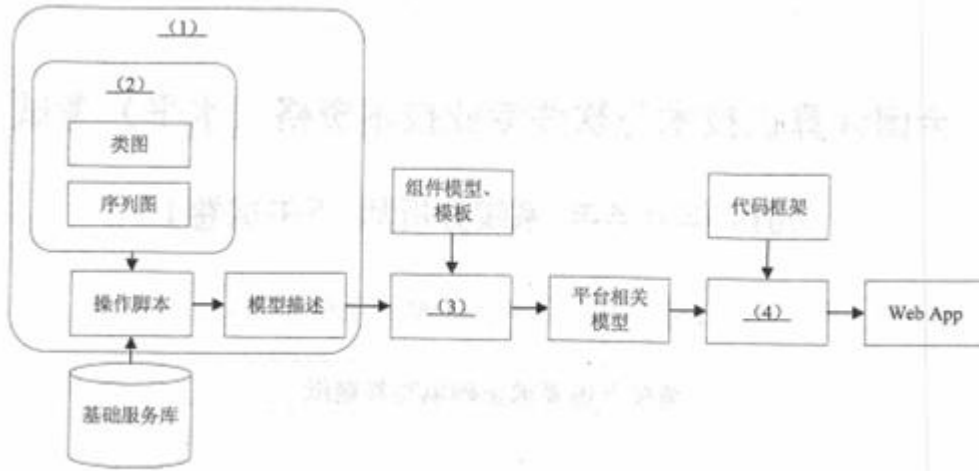 (1)
(2)
类图
序列图
操作脚本
模型描述
基础服务库
组件模型、
模板
(3)
平台相关
模型
代码框架
(4)
Web App